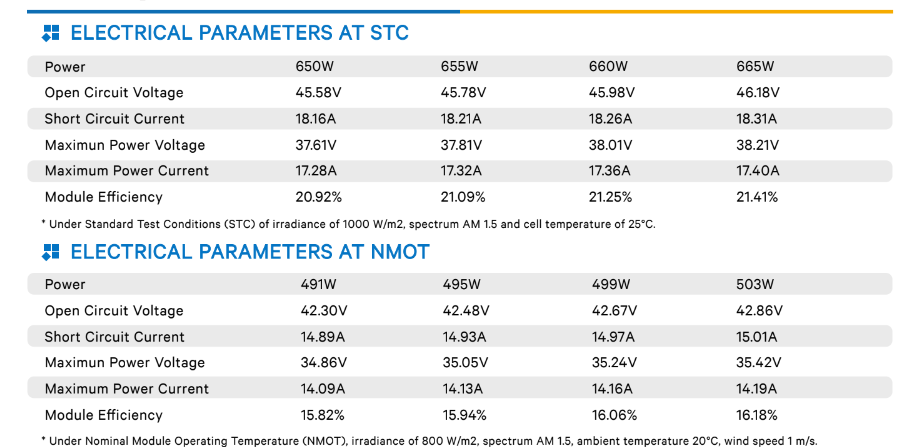 ELECTRICAL PARAMETERS AT STC
Power 650W 655W 660W 665W
Open Circuit Voltage 45.58V 45.78V 45.98V 46.18V
Short Circuit Current 18.16A 18.21A 18.26A 18.31A
Maximun Power Voltage 37.61V 37.81V 38.01V 38.21V
Maximum Power Current 17.28A 17.32A 17.36A 17.40A
Module Efficiency 20.92% 21.09% 21.25% 21.41%
* Under Standard Test Conditions (STC) of irradiance of 1000 W/m2, spectrum AM 1.5 and cell temperature of 25°C.
ELECTRICAL PARAMETERS AT NMOT
Power 491W 495W 499W 503W
Open Circuit Voltage 42.30V 42.48V 42.67V 42.86V
Short Circuit Current 14.89A 14.93A 14.97A 15.01A
Maximun Power Voltage 34.86V 35.05V 35.24V 35.42V
Maximum Power Current 14.09A 14.13A 14.16A 14.19A
Module Efficiency 15.82% 15.94% 16.06% 16.18%
* Under Nominal Module Operating Temperature (NMOT), irradiance of 800 W/m2, spectrum AM 1.5, ambient temperature 20°C, wind speed 1 m/s.